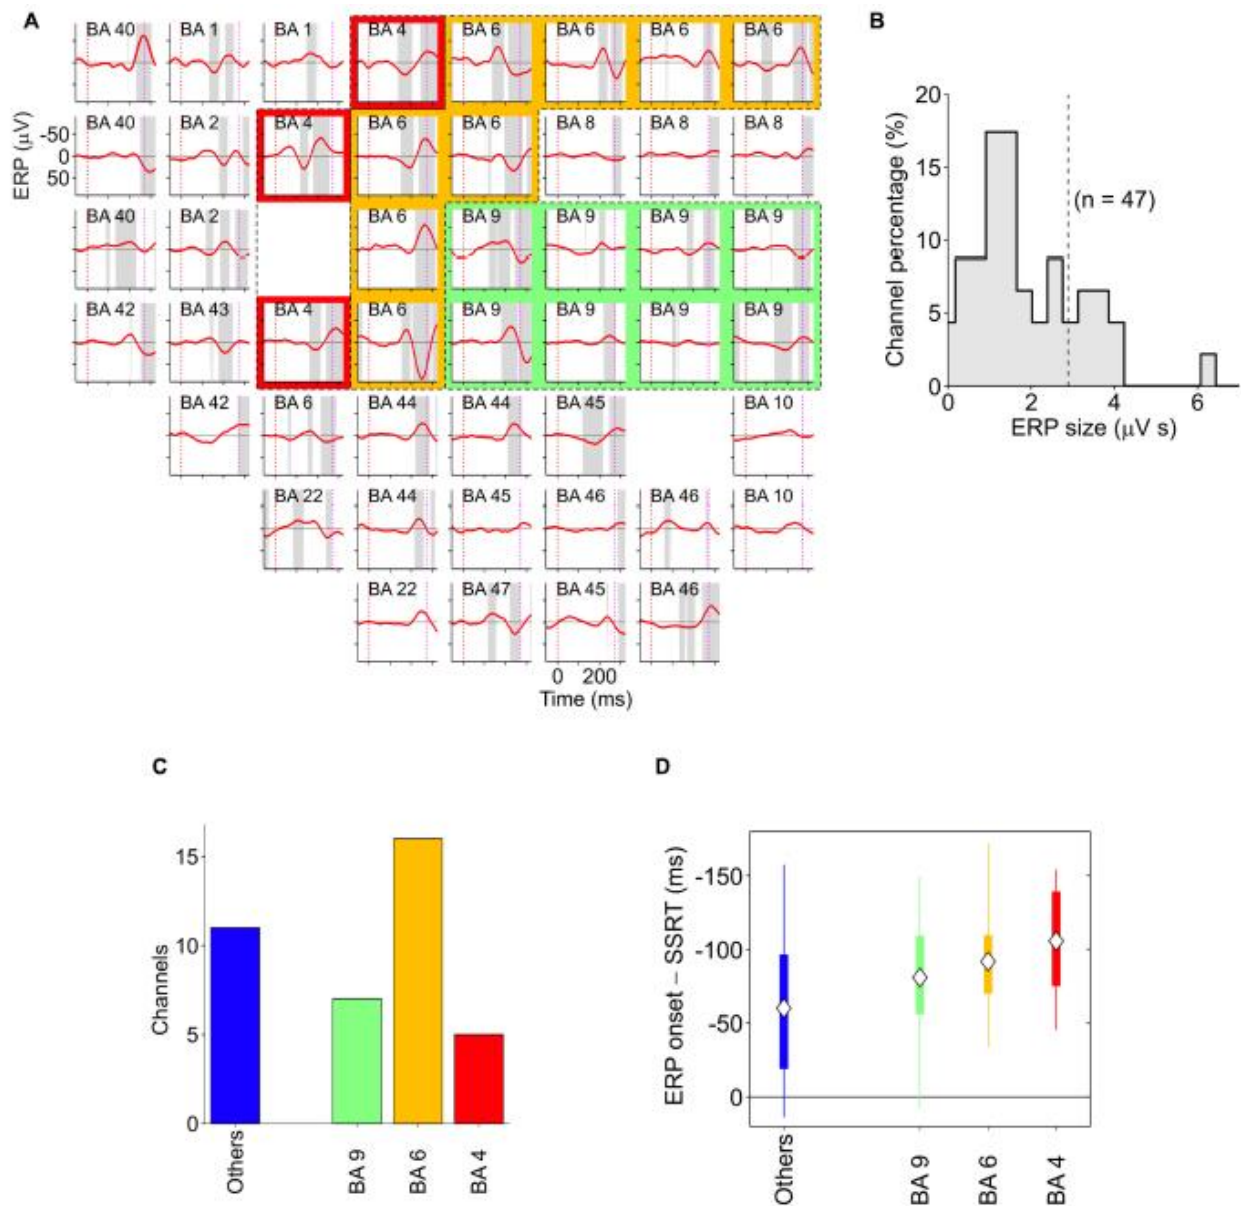 A
B
BA 40 BA 1 BA 1 BA 4 BA 6 BA 6 BA 6 BA 6
BA 40 BA 2 BA 4 BA 6 BA 6 BA 8 BA 8 BA 8
-50
0
50
ERP (μV)
BA 40 BA 2 BA 6 BA 9 BA 9 BA 9 BA 9
BA 42 BA 43 BA 4 BA 6 BA 9 BA 9 BA 9 BA 9
BA 42 BA 6 BA 44 BA 44 BA 45 BA 10
BA 22 BA 44 BA 45 BA 46 BA 46 BA 10
BA 22 BA 47 BA 45 BA 46
0 200
Time (ms)
20
15
10
5
0
Channel percentage (%)
(n = 47)
0 2 4 6
ERP size (μV s)
C
15
10
5
0
Channels
Others BA 9 BA 6 BA 4
D
-150
-100
-50
0
ERP onset – SSRT (ms)
Others BA 9 BA 6 BA 4